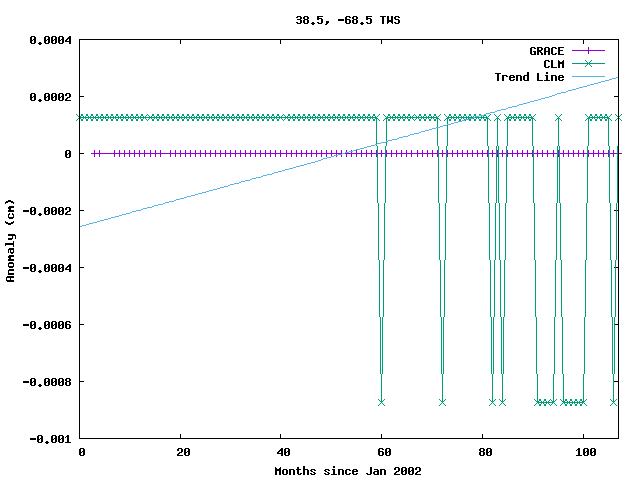 38.5, -68.5 TWS
0.0004
0.0002
0
-0.0002
-0.0004
-0.0006
-0.0008
-0.001
Anomaly (cm)
GRACE
CLM
Trend Line
0 20 40 60 80 100
Months since Jan 2002